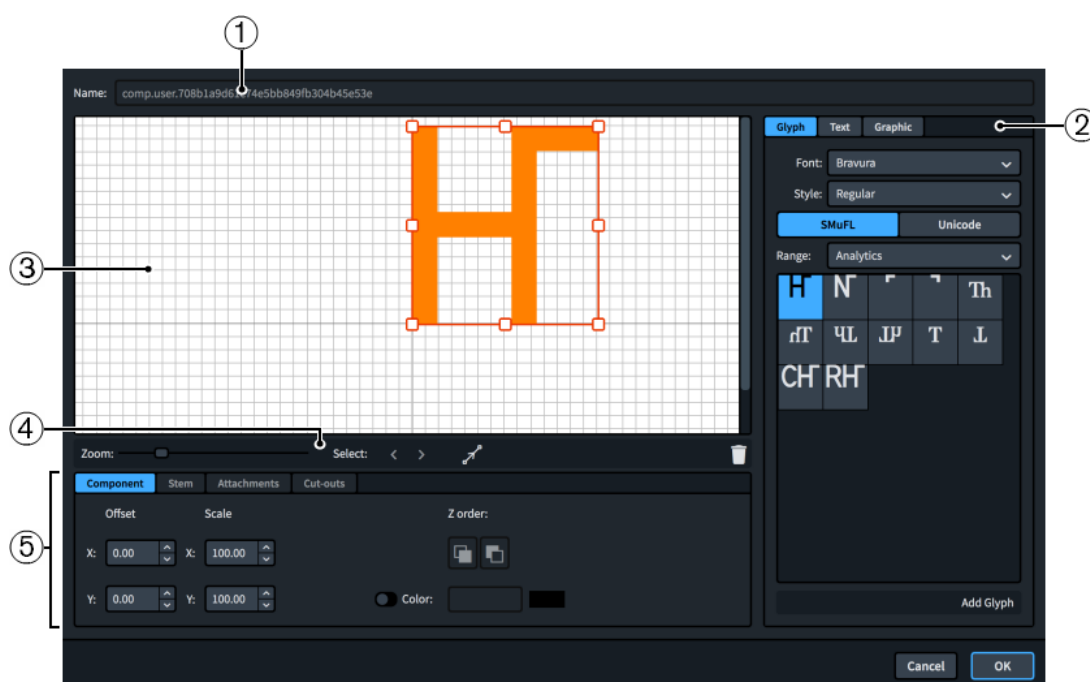 1
Name: comp.user.708b1a9d6 74e5bb849fb304b45e53e
Glyph Text Graphic
2
Font: Bravura
Style: Regular
SMuFL Unicode
Range: Analytics
3
H N Th
T
CH RH
4
Zoom: Select: < >
Component Stem Attachments Cut-outs
Offset Scale Z order:
5
X: 0.00 X: 100.00
Y: 0.00 Y: 100.00 Color:
Add Glyph
Cancel OK